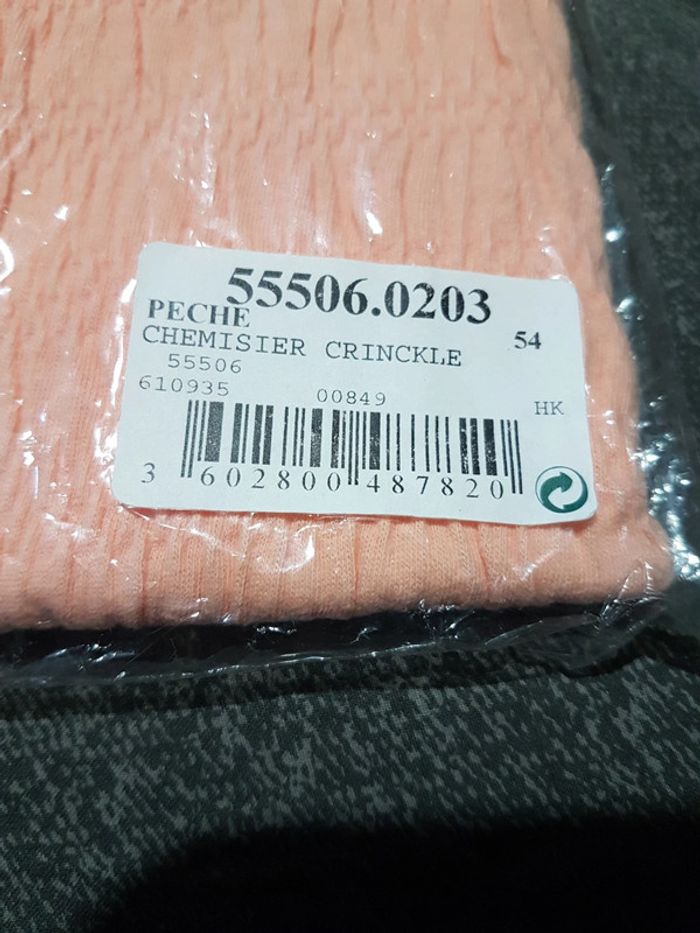 55506.0203
PECHE
54
CHEMISIER CRINCKLE
55506
610935 00849
HK
3 602800 487820